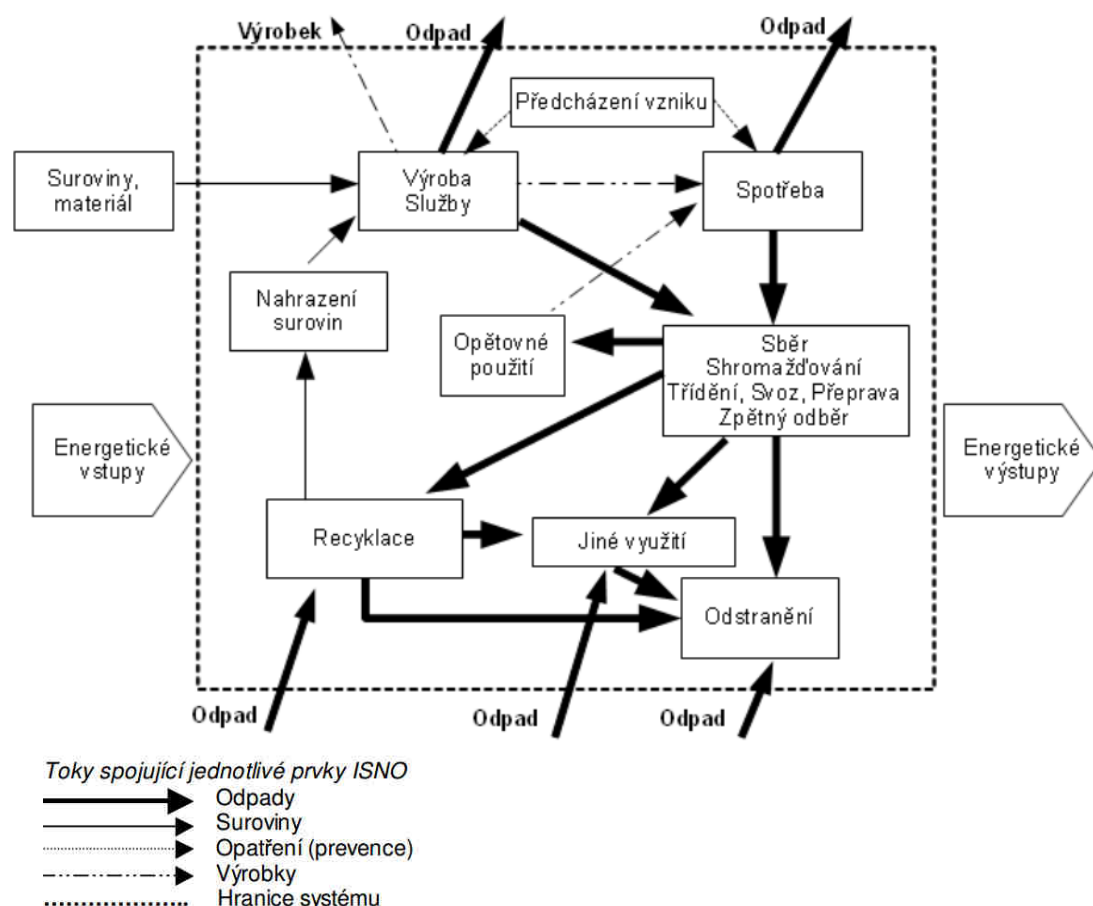 Výrobek
Odpad
Odpad
Předcházení vzniku
Suroviny,
materiál
Výroba
Služby
Spotřeba
Nahrazení
surovin
Opětovné
použití
Sběr
Shromažďování
Třídění, Svoz, Přeprava
Zpětný odběr
Energetické
vstupy
Energetické
výstupy
Recyklace
Jiné využití
Odstranění
Odpad
Odpad
Odpad
Toky spojující jednotlivé prvky ISNO
Odpady
Suroviny
Opatření (prevence)
Výrobky
Hranice systému